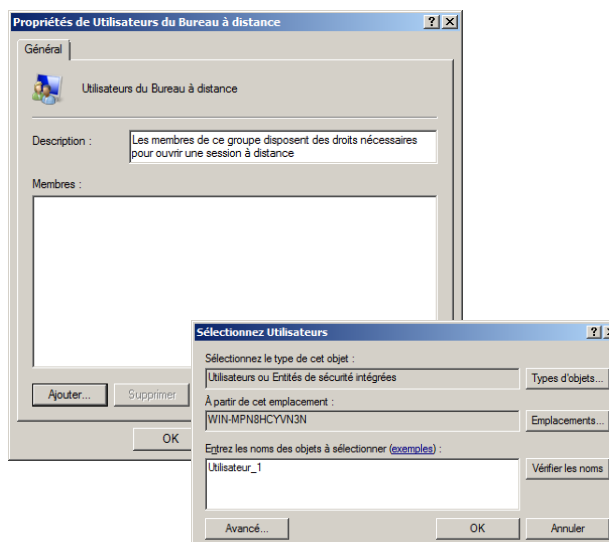 Propriétés de Utilisateurs du Bureau à distance
Général
Utilisateurs du Bureau à distance
Description :
Les membres de ce groupe disposent des droits nécessaires
pour ouvrir une session à distance
Membres :
Ajouter...
Supprimer
OK
Sélectionnez Utilisateurs
Sélectionnez le type de cet objet :
Utilisateurs ou Entités de sécurité intégrées
Types d'objets...
À partir de cet emplacement :
WIN-MPN8HCYVN3N
Emplacements...
Entrez les noms des objets à sélectionner (exemples) :
Utilisateur_1
Vérifier les noms
Avancé...
OK
Annuler